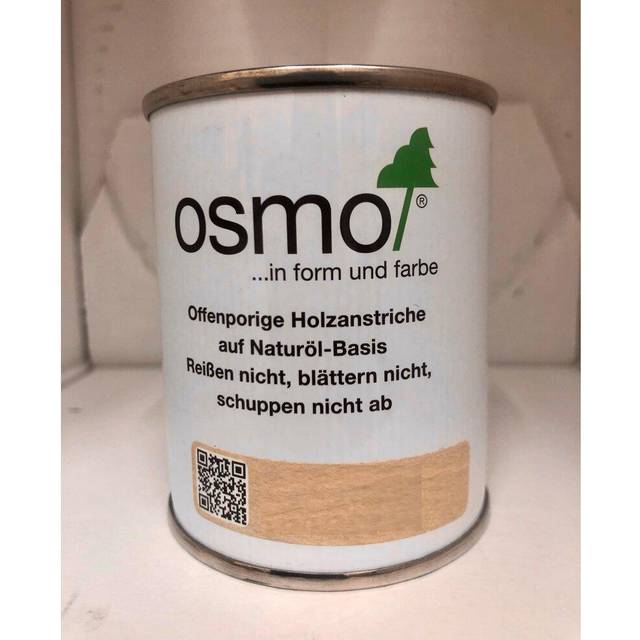 osmo®
...in form und farbe
Offenporige Holzanstriche
auf Naturöl-Basis
Reißen nicht, blättern nicht,
schuppen nicht ab